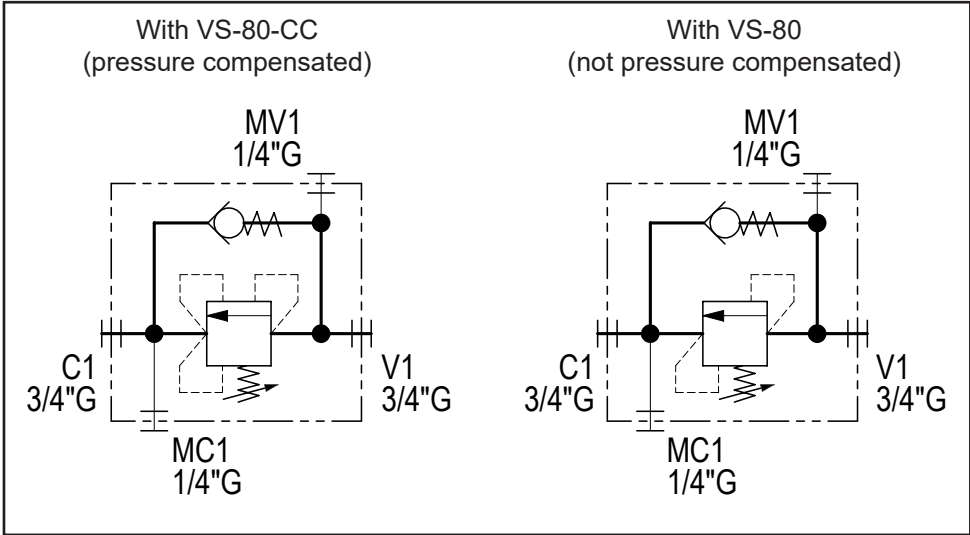 With VS-80-CC
(pressure compensated)
MV1
1/4"G
C1
3/4"G
V1
3/4"G
MC1
1/4"G
With VS-80
(not pressure compensated)
MV1
1/4"G
C1
3/4"G
V1
3/4"G
MC1
1/4"G